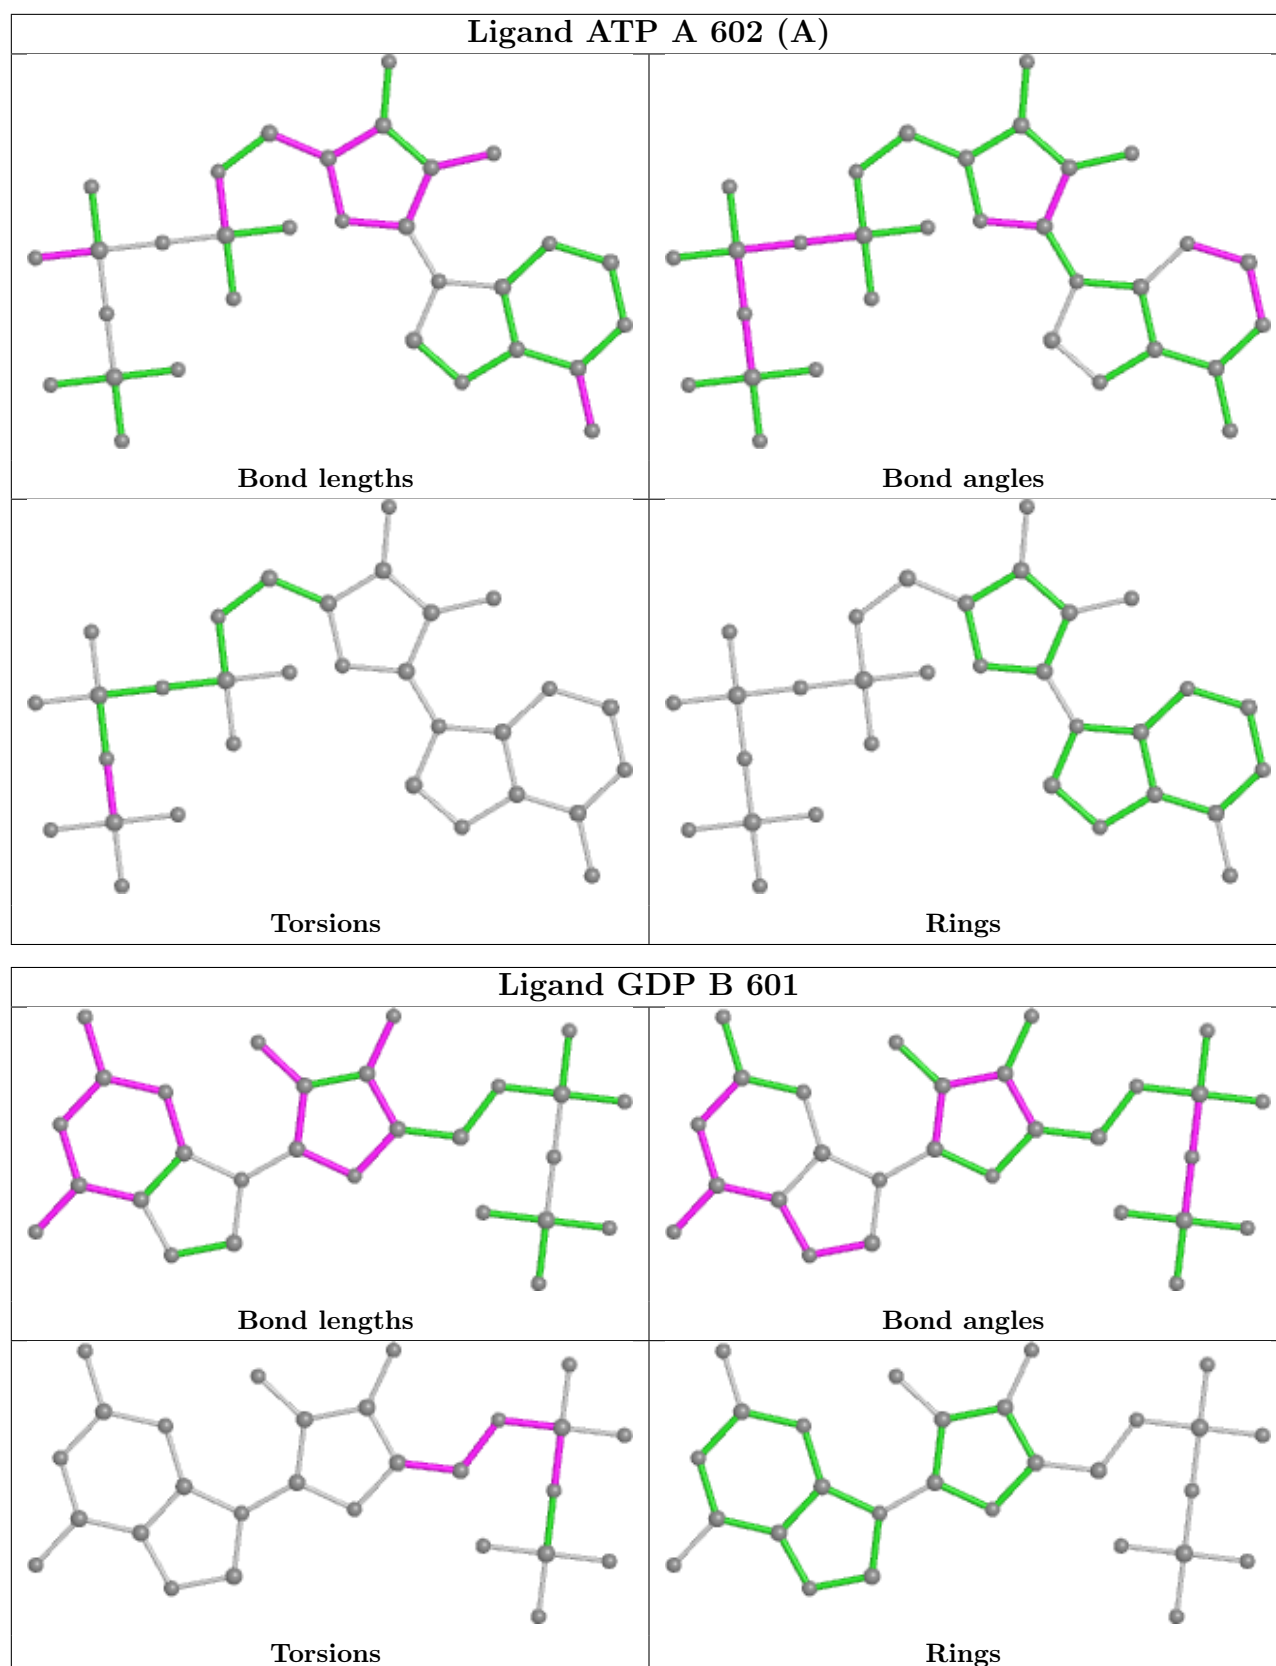 Ligand ATP A 602 (A)
Bond lengths
Bond angles
Torsions
Rings
Ligand GDP B 601
Bond lengths
Bond angles
Torsions
Rings